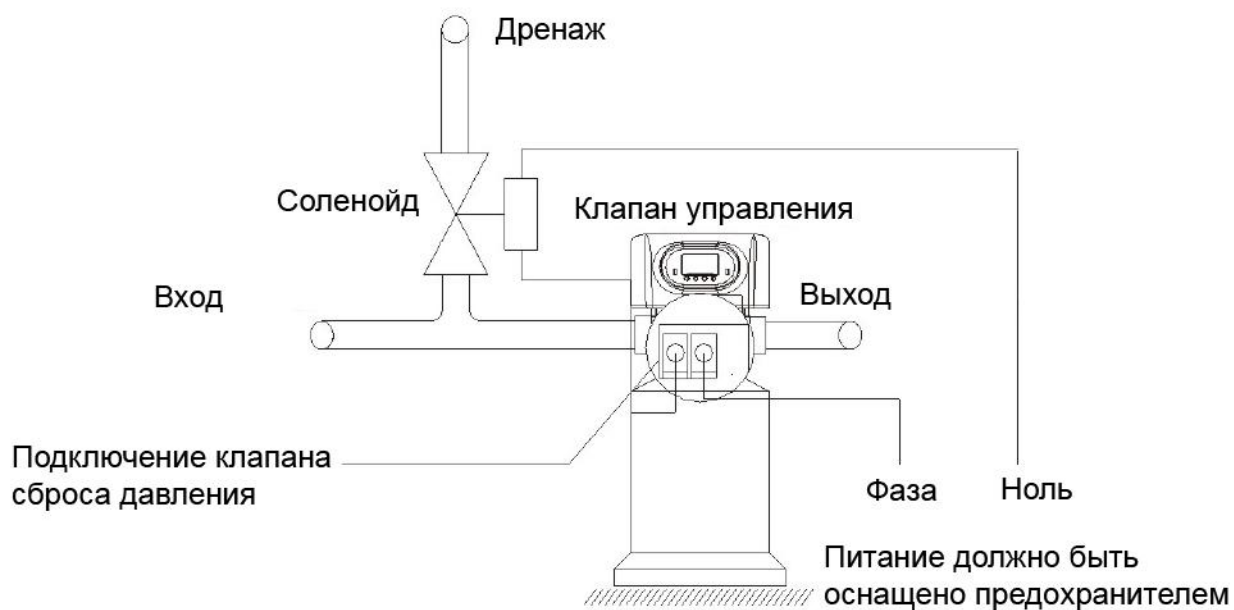 Дренаж
Соленойд
Клапан управления
Вход
Выход
Подключение клапана
сброса давления
Фаза
Ноль
Питание должно быть
оснащено предохранителем